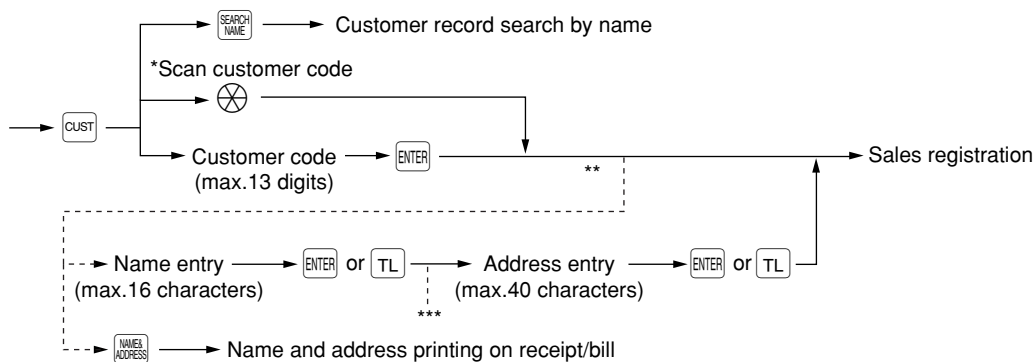 SEARCH
NAME
Customer record search by name
*Scan customer code
CUST
Customer code
(max.13 digits)
ENTER
**
Sales registration
Name entry
(max.16 characters)
ENTER or TL
***
Address entry
(max.40 characters)
ENTER or TL
NAME&
ADDRESS
Name and address printing on receipt/bill